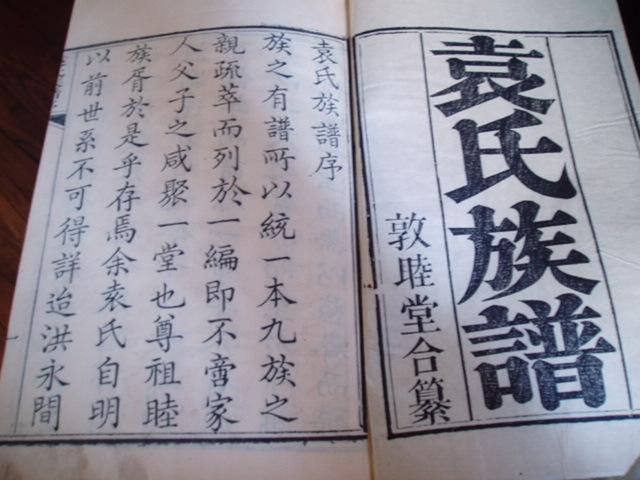 袁氏族譜
敦睦堂合纂
袁氏族譜序
族之有譜所以統一本九族之
親疏萃而列於一編即不啻家
人父子之咸聚一堂也尊祖睦
族胥於是乎存焉余袁氏自明
以前世系不可得詳迨洪永間